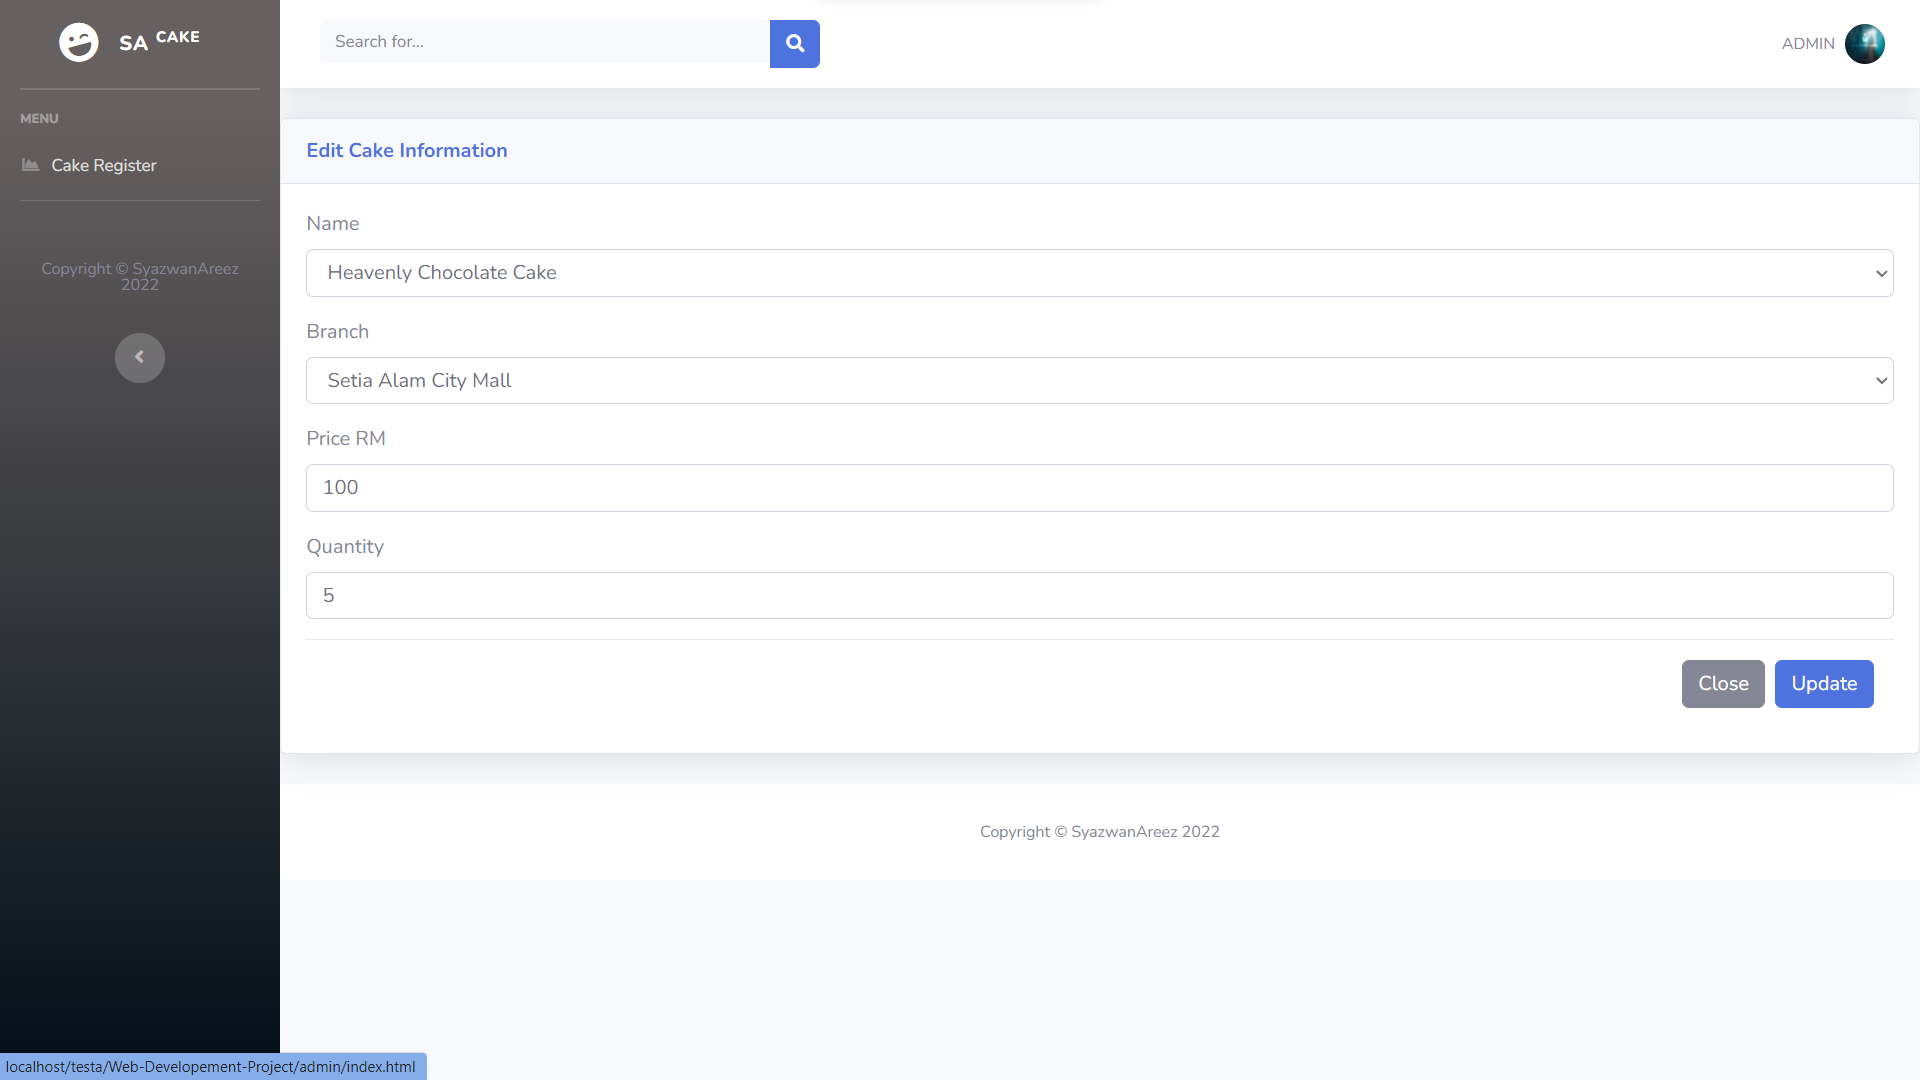 SA CAKE
Search for...
ADMIN
MENU
Cake Register
Copyright © SyazwanAreez
2022
Edit Cake Information
Name
Heavenly Chocolate Cake
Branch
Setia Alam City Mall
Price RM
100
Quantity
5
Close
Update
Copyright © SyazwanAreez 2022
localhost/testa/Web-Developement-Project/admin/index.html